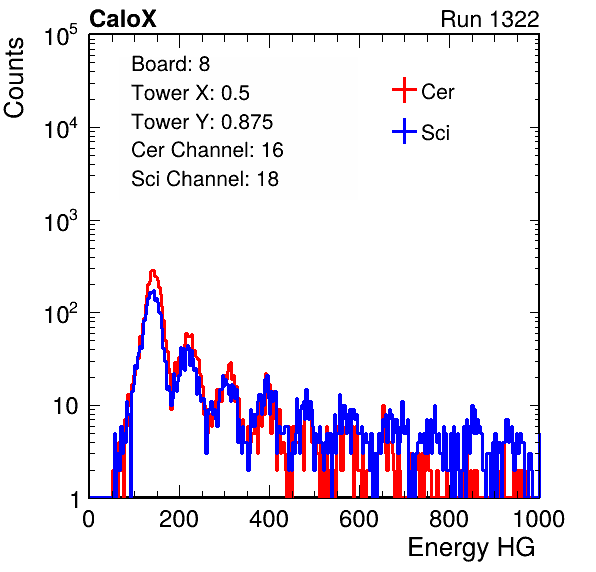 CaloX Run 1322
Counts
Board: 8
Tower X: 0.5
Tower Y: 0.875
Cer Channel: 16
Sci Channel: 18
Cer
Sci
10^5
10^4
10^3
10^2
10
1
0 200 400 600 800 1000
Energy HG